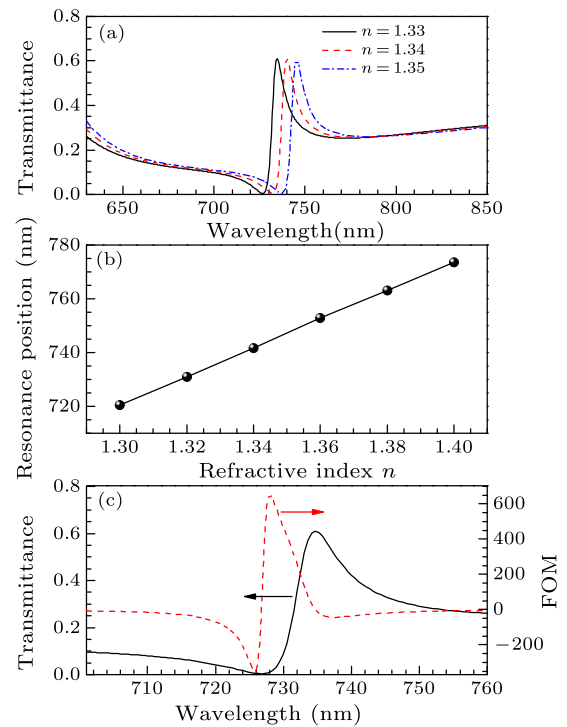 (a)
n = 1.33
n = 1.34
n = 1.35
Transmittance
0.8
0.6
0.4
0.2
0.0
650 700 750 800 850
Wavelength(nm)
(b)
Resonance position (nm)
780
760
740
720
1.30 1.32 1.34 1.36 1.38 1.40
Refractive index n
(c)
Transmittance
0.8
0.6
0.4
0.2
0.0
FOM
600
400
200
0
−200
710 720 730 740 750 760
Wavelength (nm)